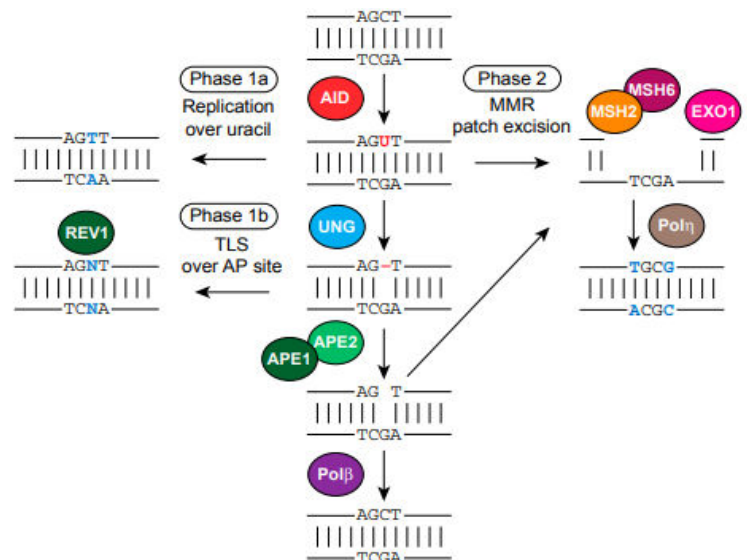 AGCT
TCGA
Phase 1a
Replication
over uracil
AID
Phase 2
MMR
patch excision
MSH6
MSH2
EXO1
AGTT
TCAA
AGUT
TCGA
TCGA
REV1
Phase 1b
TLS
over AP site
UNG
Polη
AGNT
TCNA
AG–T
TCGA
TGCG
ACGC
APE2
APE1
AG T
TCGA
Polβ
AGCT
TCGA